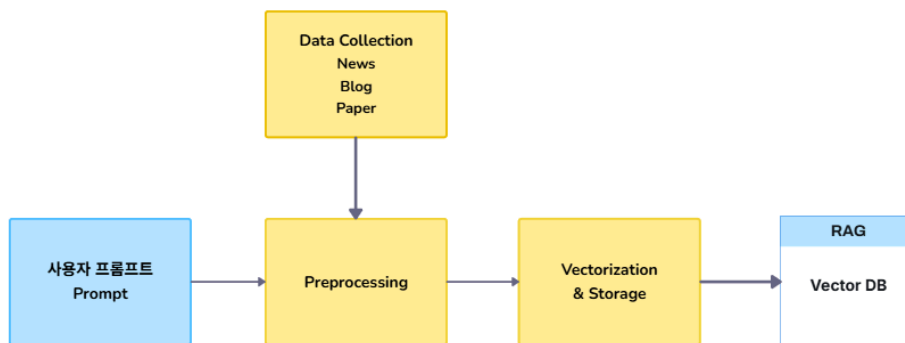 Data Collection
News
Blog
Paper
사용자 프롬프트
Prompt
Preprocessing
Vectorization
& Storage
RAG
Vector DB